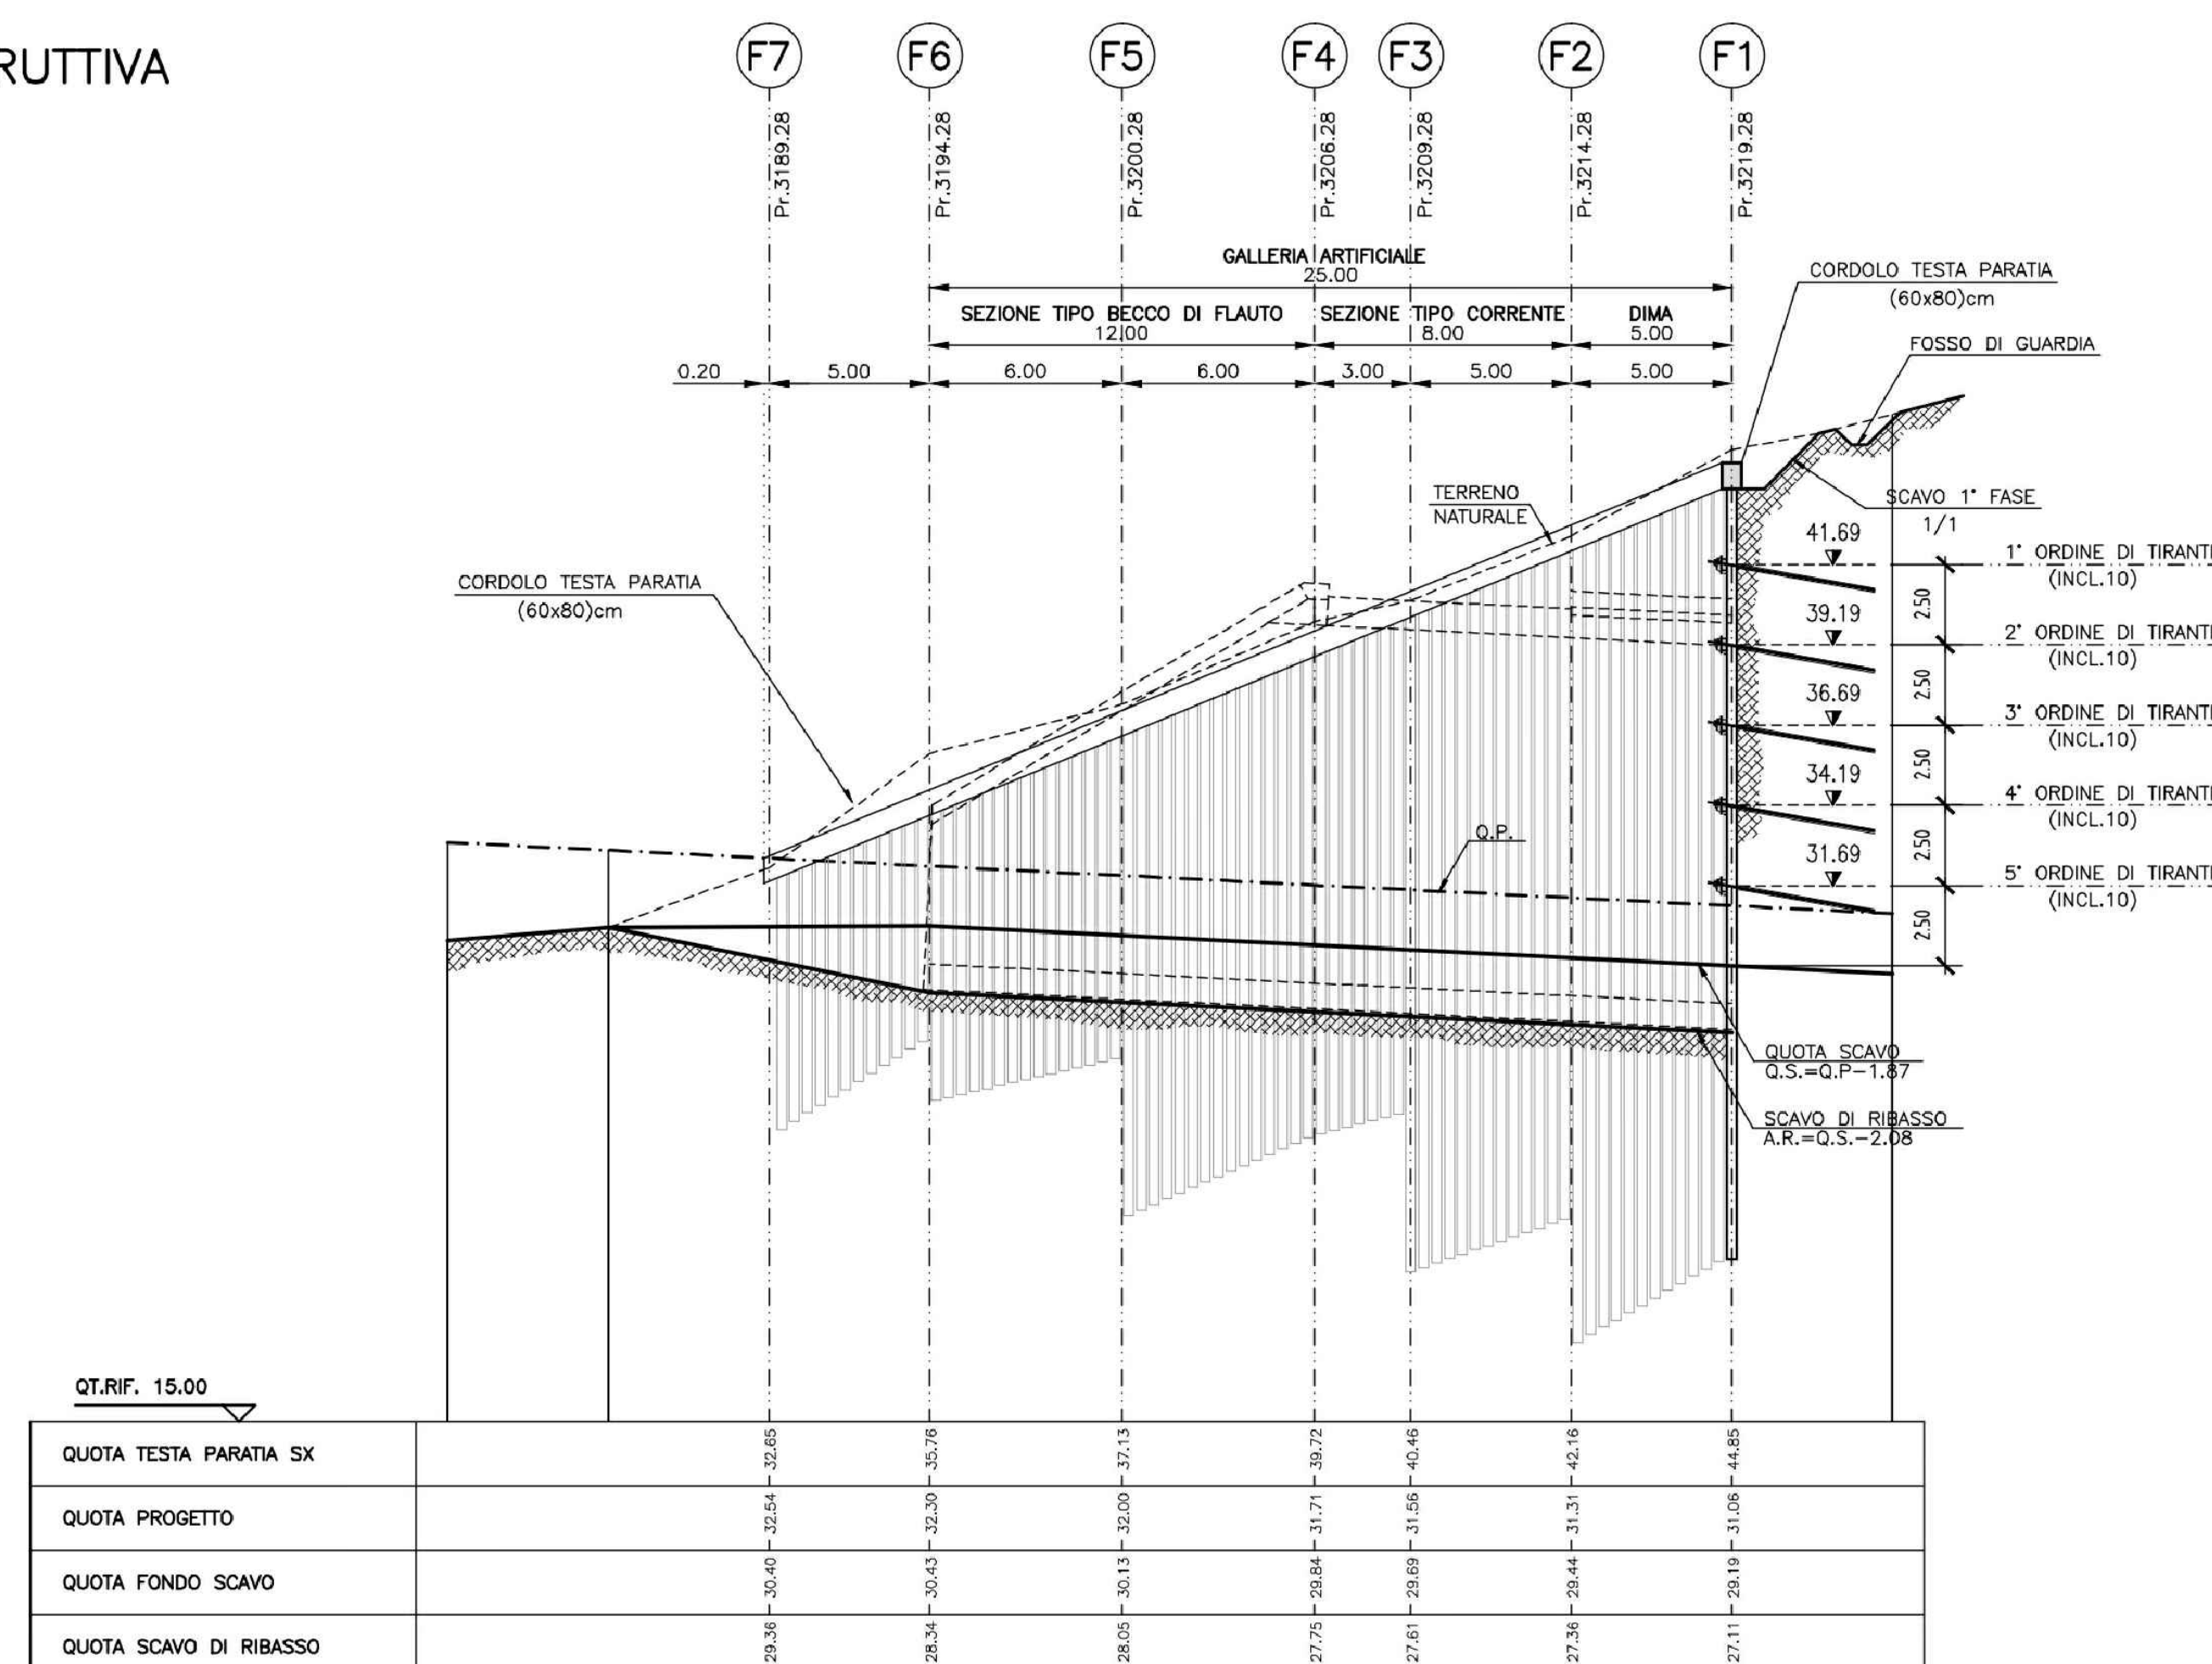 RUTTIVA
F7 F6 F5 F4 F3 F2 F1
Pr.3189.28 Pr.3194.28 Pr.3200.28 Pr.3206.28 Pr.3209.28 Pr.3214.28 Pr.3219.28
GALLERIA ARTIFICIALE
25.00
SEZIONE TIPO BECCO DI FLAUTO SEZIONE TIPO CORRENTE DIMA
12.00 8.00 5.00
0.20 5.00 6.00 6.00 3.00 5.00 5.00
CORDOLO TESTA PARATIA
(60x80)cm
FOSSO DI GUARDIA
TERRENO
NATURALE
SCAVO 1° FASE
1/1
CORDOLO TESTA PARATIA
(60x80)cm
41.69
1° ORDINE DI TIRANTI
(INCL.10)
2.50
39.19
2° ORDINE DI TIRANTI
(INCL.10)
2.50
36.69
3° ORDINE DI TIRANTI
(INCL.10)
2.50
34.19
4° ORDINE DI TIRANTI
(INCL.10)
2.50
Q.P.
31.69
5° ORDINE DI TIRANTI
(INCL.10)
2.50
QUOTA SCAVO
Q.S.=Q.P-1.87
SCAVO DI RIBASSO
A.R.=Q.S.-2.08
QT.RIF. 15.00
QUOTA TESTA PARATIA SX 32.65 35.76 37.13 39.72 40.46 42.16 44.85
QUOTA PROGETTO 32.54 32.30 32.00 31.71 31.56 31.31 31.06
QUOTA FONDO SCAVO 30.40 30.43 30.13 29.84 29.69 29.44 29.19
QUOTA SCAVO DI RIBASSO 29.36 28.34 28.05 27.75 27.61 27.36 27.11